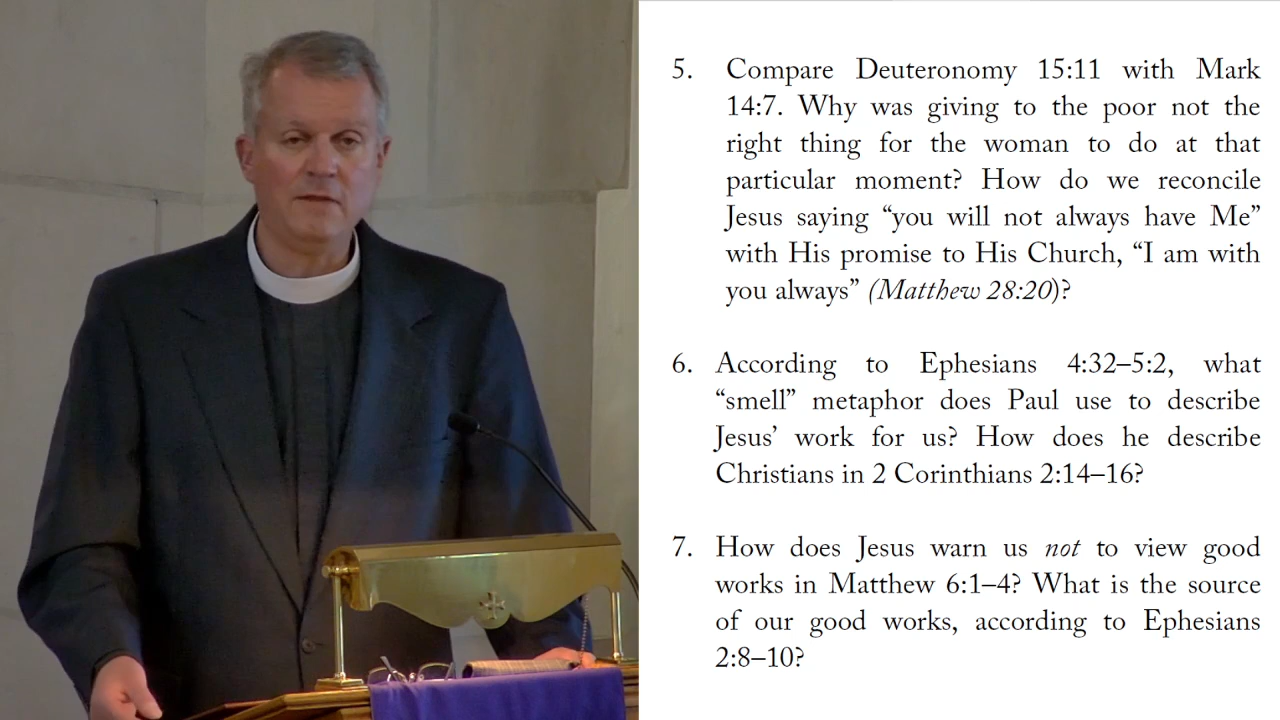 5. Compare Deuteronomy 15:11 with Mark
14:7. Why was giving to the poor not the
right thing for the woman to do at that
particular moment? How do we reconcile
Jesus saying “you will not always have Me”
with His promise to His Church, “I am with
you always” (Matthew 28:20)?
6. According to Ephesians 4:32–5:2, what
“smell” metaphor does Paul use to describe
Jesus’ work for us? How does he describe
Christians in 2 Corinthians 2:14–16?
7. How does Jesus warn us not to view good
works in Matthew 6:1–4? What is the source
of our good works, according to Ephesians
2:8–10?